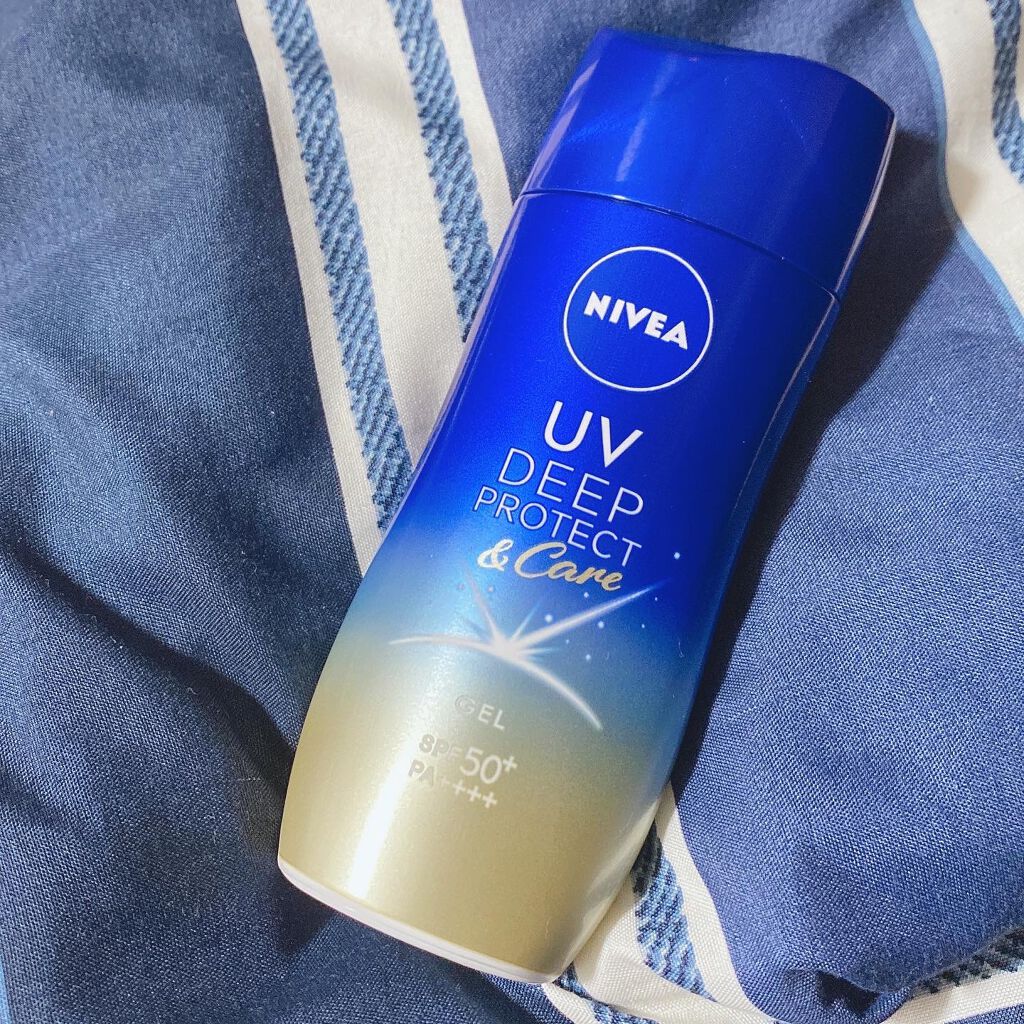 NIVEA
UV
DEEP
PROTECT
& Care
GEL
SPF50+
PA++++